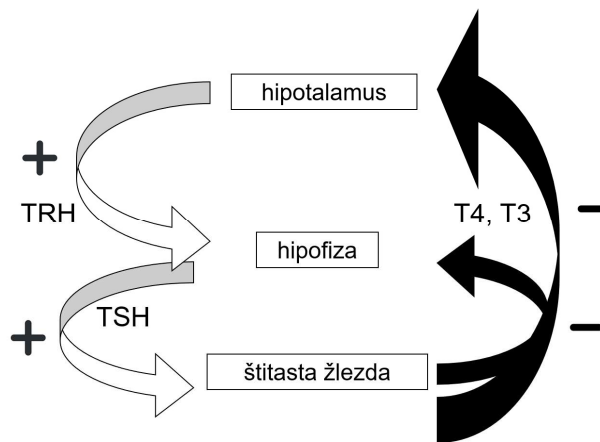 hipotalamus
+
TRH
T4, T3
−
hipofiza
TSH
+
−
štitasta žlezda